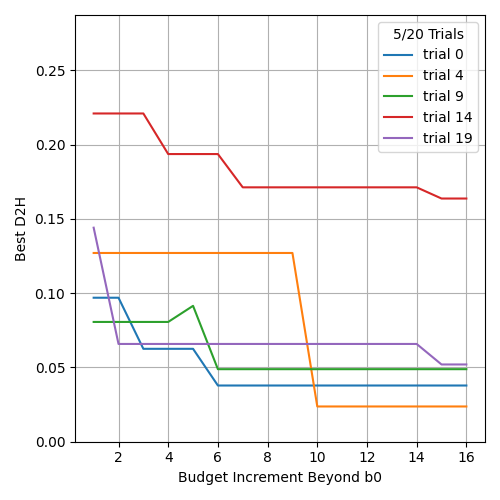 5/20 Trials
trial 0
trial 4
trial 9
trial 14
trial 19
0.25
0.20
0.15
0.10
0.05
0.00
Best D2H
2 4 6 8 10 12 14 16
Budget Increment Beyond b0